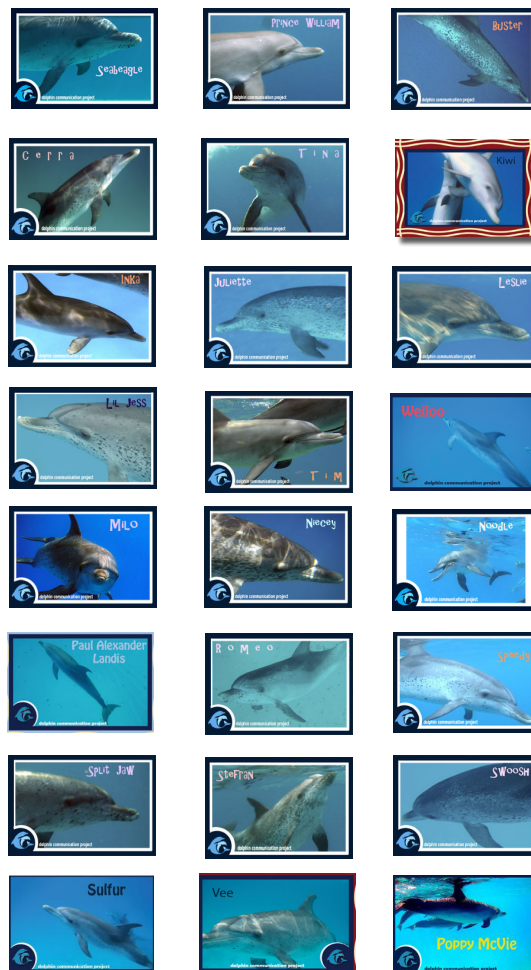 Seabeagle
dolphin communication project
Prince William
dolphin communication project
Buster
dolphin communication project
Cerra
dolphin communication project
Tina
dolphin communication project
Kiwi
dolphin communication project
Inka
dolphin communication project
Juliette
dolphin communication project
Leslie
dolphin communication project
Lil Jess
dolphin communication project
Tim
dolphin communication project
Welfoo
dolphin communication project
Milo
dolphin communication project
Niecey
dolphin communication project
Noodle
dolphin communication project
Paul Alexander
Landis
dolphin communication project
Romeo
dolphin communication project
Speedy
dolphin communication project
Split Jaw
dolphin communication project
Stefran
dolphin communication project
Swoosh
dolphin communication project
Sulfur
dolphin communication project
Vee
dolphin communication project
Poppy McVie
dolphin communication project